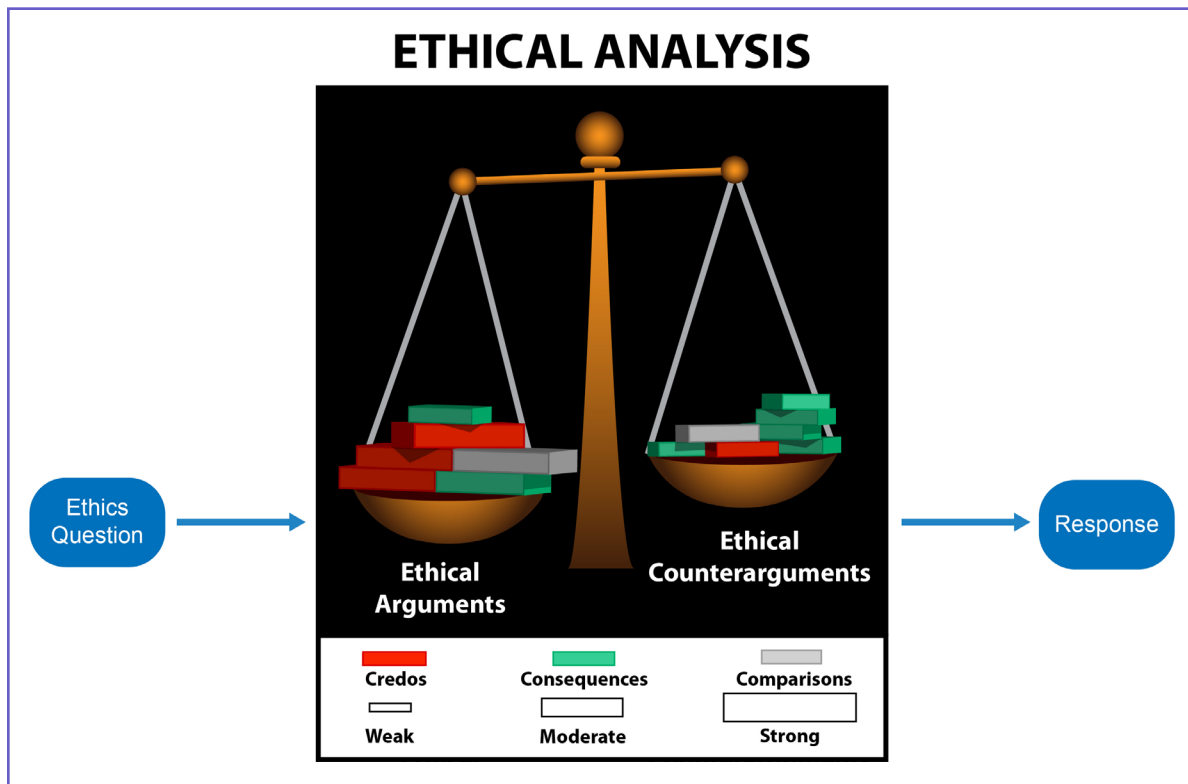 ETHICAL ANALYSIS
Ethics
Question
Ethical
Arguments
Ethical
Counterarguments
Response
Credos
Consequences
Comparisons
Weak
Moderate
Strong